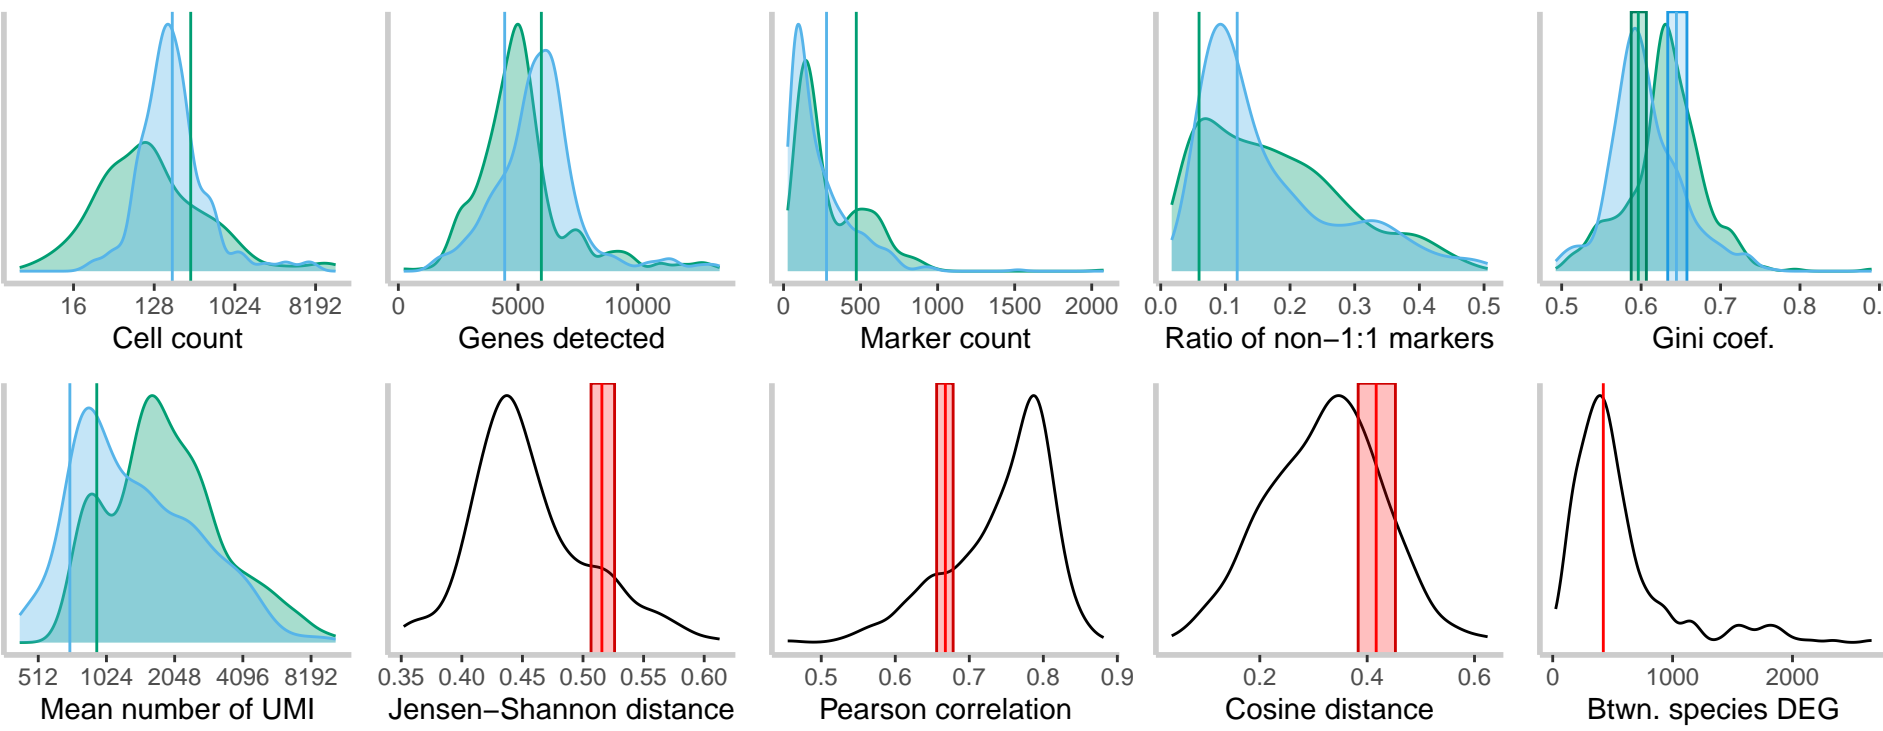 16 128 1024 8192
Cell count
0 5000 10000
Genes detected
0 500 1000 1500 2000
Marker count
0.0 0.1 0.2 0.3 0.4 0.5
Ratio of non−1:1 markers
0.5 0.6 0.7 0.8 0.
Gini coef.
512 1024 2048 4096 8192
Mean number of UMI
0.35 0.40 0.45 0.50 0.55 0.60
Jensen−Shannon distance
0.5 0.6 0.7 0.8 0.9
Pearson correlation
0.2 0.4 0.6
Cosine distance
0 1000 2000
Btwn. species DEG